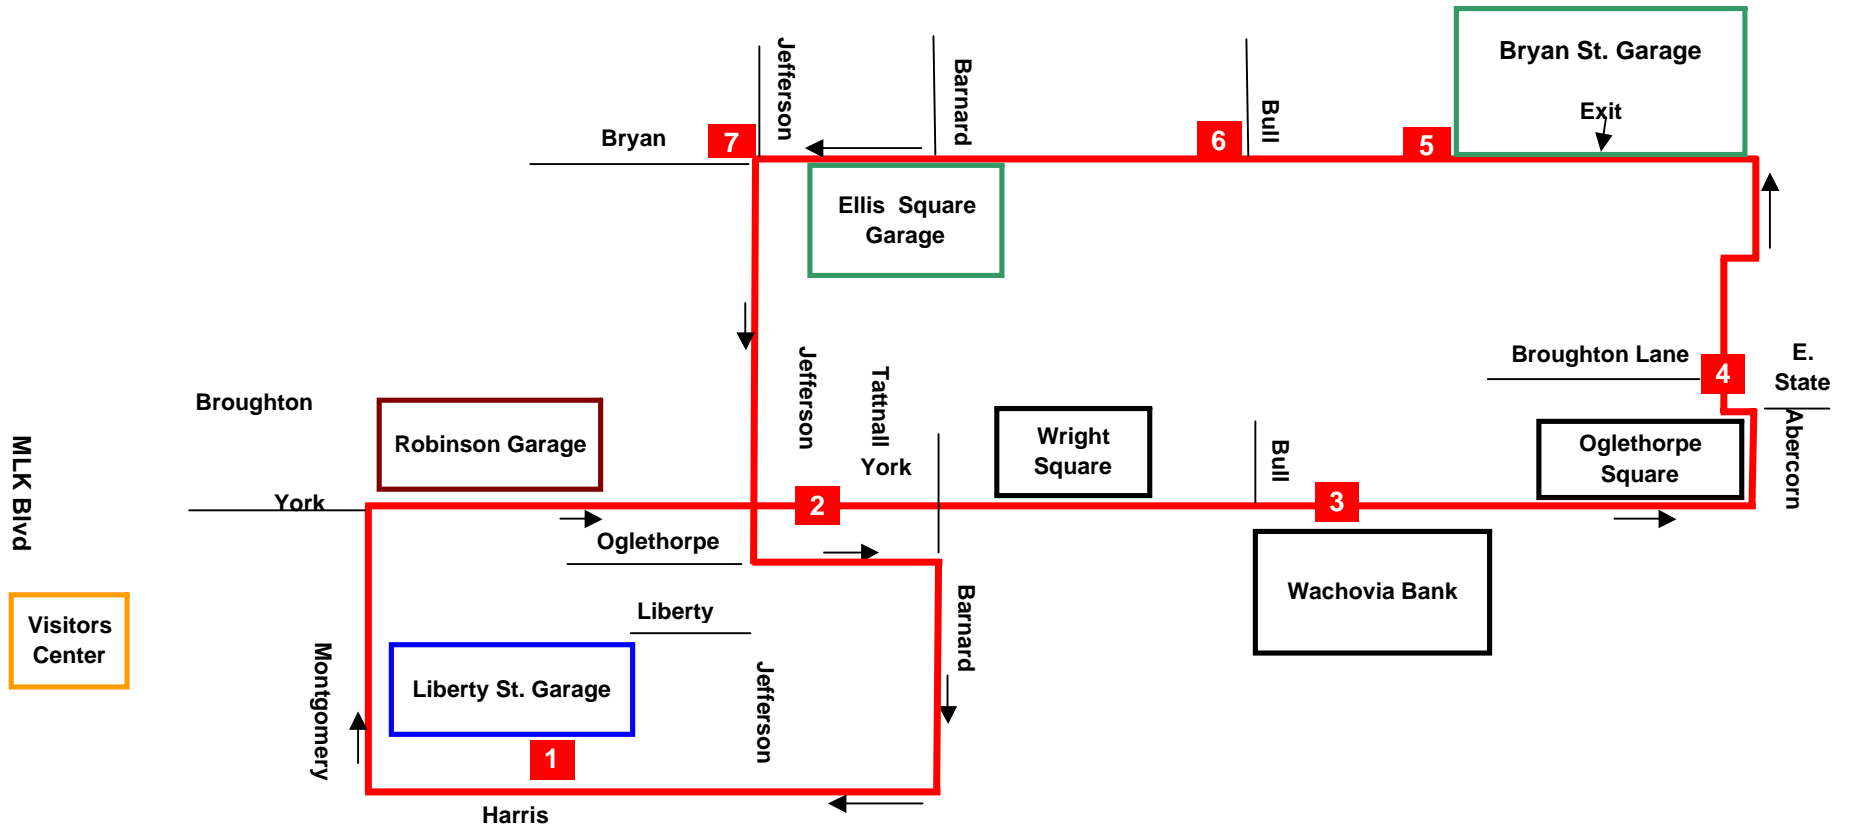 Jefferson
Barnard
Bull
Bryan St. Garage
Exit
Bryan
7
6
5
Ellis Square
Garage
Broughton
Robinson Garage
Jefferson
Tattnall
York
Wright
Square
Bull
Broughton Lane
4
E.
State
Oglethorpe
Square
Abercorn
MLK Blvd
York
2
3
Oglethorpe
Wachovia Bank
Visitors
Center
Liberty
Barnard
Montgomery
Liberty St. Garage
Jefferson
1
Harris